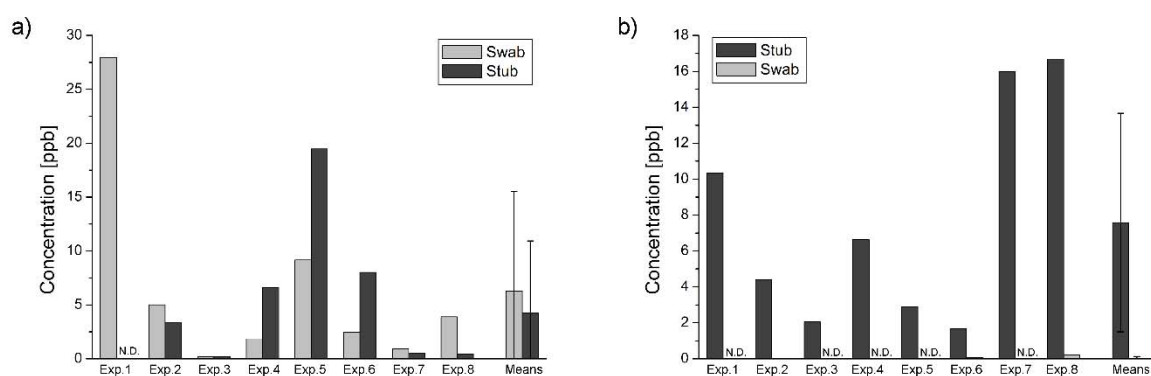 a)
Concentration [ppb]
30
25
20
15
10
5
0
Swab
Stub
N.D.
Exp.1 Exp.2 Exp.3 Exp.4 Exp.5 Exp.6 Exp.7 Exp.8 Means
b)
Concentration [ppb]
18
16
14
12
10
8
6
4
2
0
Stub
Swab
N.D. N.D. N.D. N.D. N.D.
Exp.1 Exp.2 Exp.3 Exp.4 Exp.5 Exp.6 Exp.7 Exp.8 Means